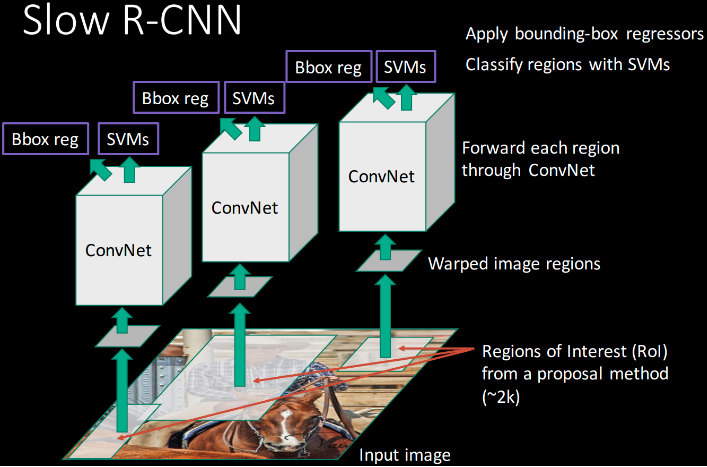 Slow R-CNN
Apply bounding-box regressors
Bbox reg
SVMs
Classify regions with SVMs
Bbox reg
SVMs
Bbox reg
SVMs
Forward each region
through ConvNet
ConvNet
ConvNet
ConvNet
Warped image regions
Regions of Interest (RoI)
from a proposal method
(~2k)
Input image